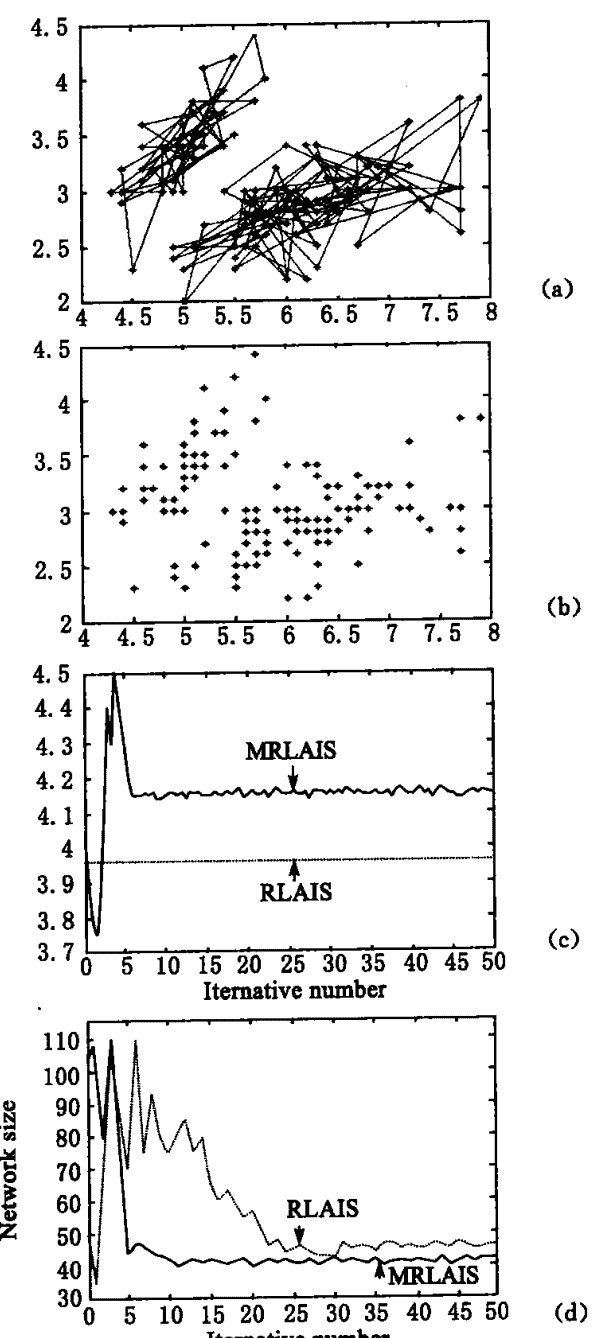 4.5
4
3.5
3
2.5
2
4 4.5 5 5.5 6 6.5 7 7.5 8
(a)
4.5
4
3.5
3
2.5
2
4 4.5 5 5.5 6 6.5 7 7.5 8
(b)
4.5
4.4
4.3
4.2
4.1
4
3.9
3.8
3.7
MRLAIS
RLAIS
0 5 10 15 20 25 30 35 40 45 50
Iternative number
(c)
110
100
90
80
70
60
50
40
30
Network size
RLAIS
MRLAIS
0 5 10 15 20 25 30 35 40 45 50
(d)
Iternative number